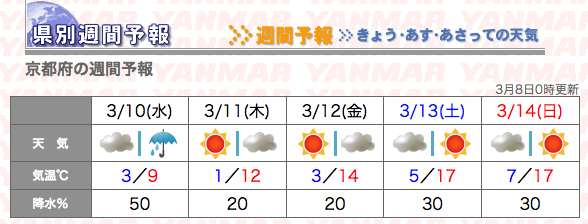 県別週間予報 週間予報 きょう・あす・あさっての天気
京都府の週間予報
3月8日0時更新
3/10(水) 3/11(木) 3/12(金) 3/13(土) 3/14(日)
天 気
気温℃ 3/9 1/12 3/14 5/17 7/17
降水% 50 20 20 30 30
YANMAR YANMAR YANMAR